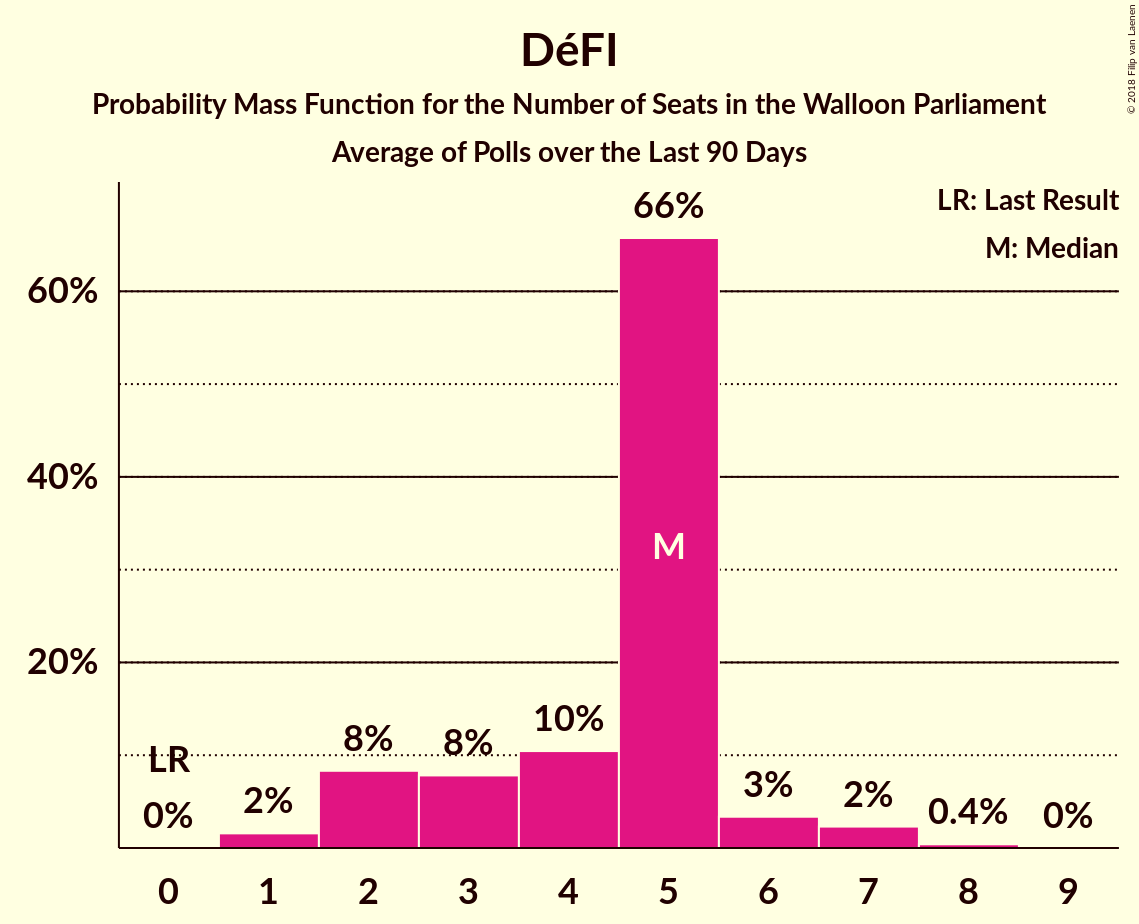 DéFI
Probability Mass Function for the Number of Seats in the Walloon Parliament
Average of Polls over the Last 90 Days
© 2018 Filip van Laenen
LR: Last Result
M: Median
66%
60%
40%
M
20%
10%
8%
8%
LR
3%
2%
2%
0.4%
0%
0%
0 1 2 3 4 5 6 7 8 9